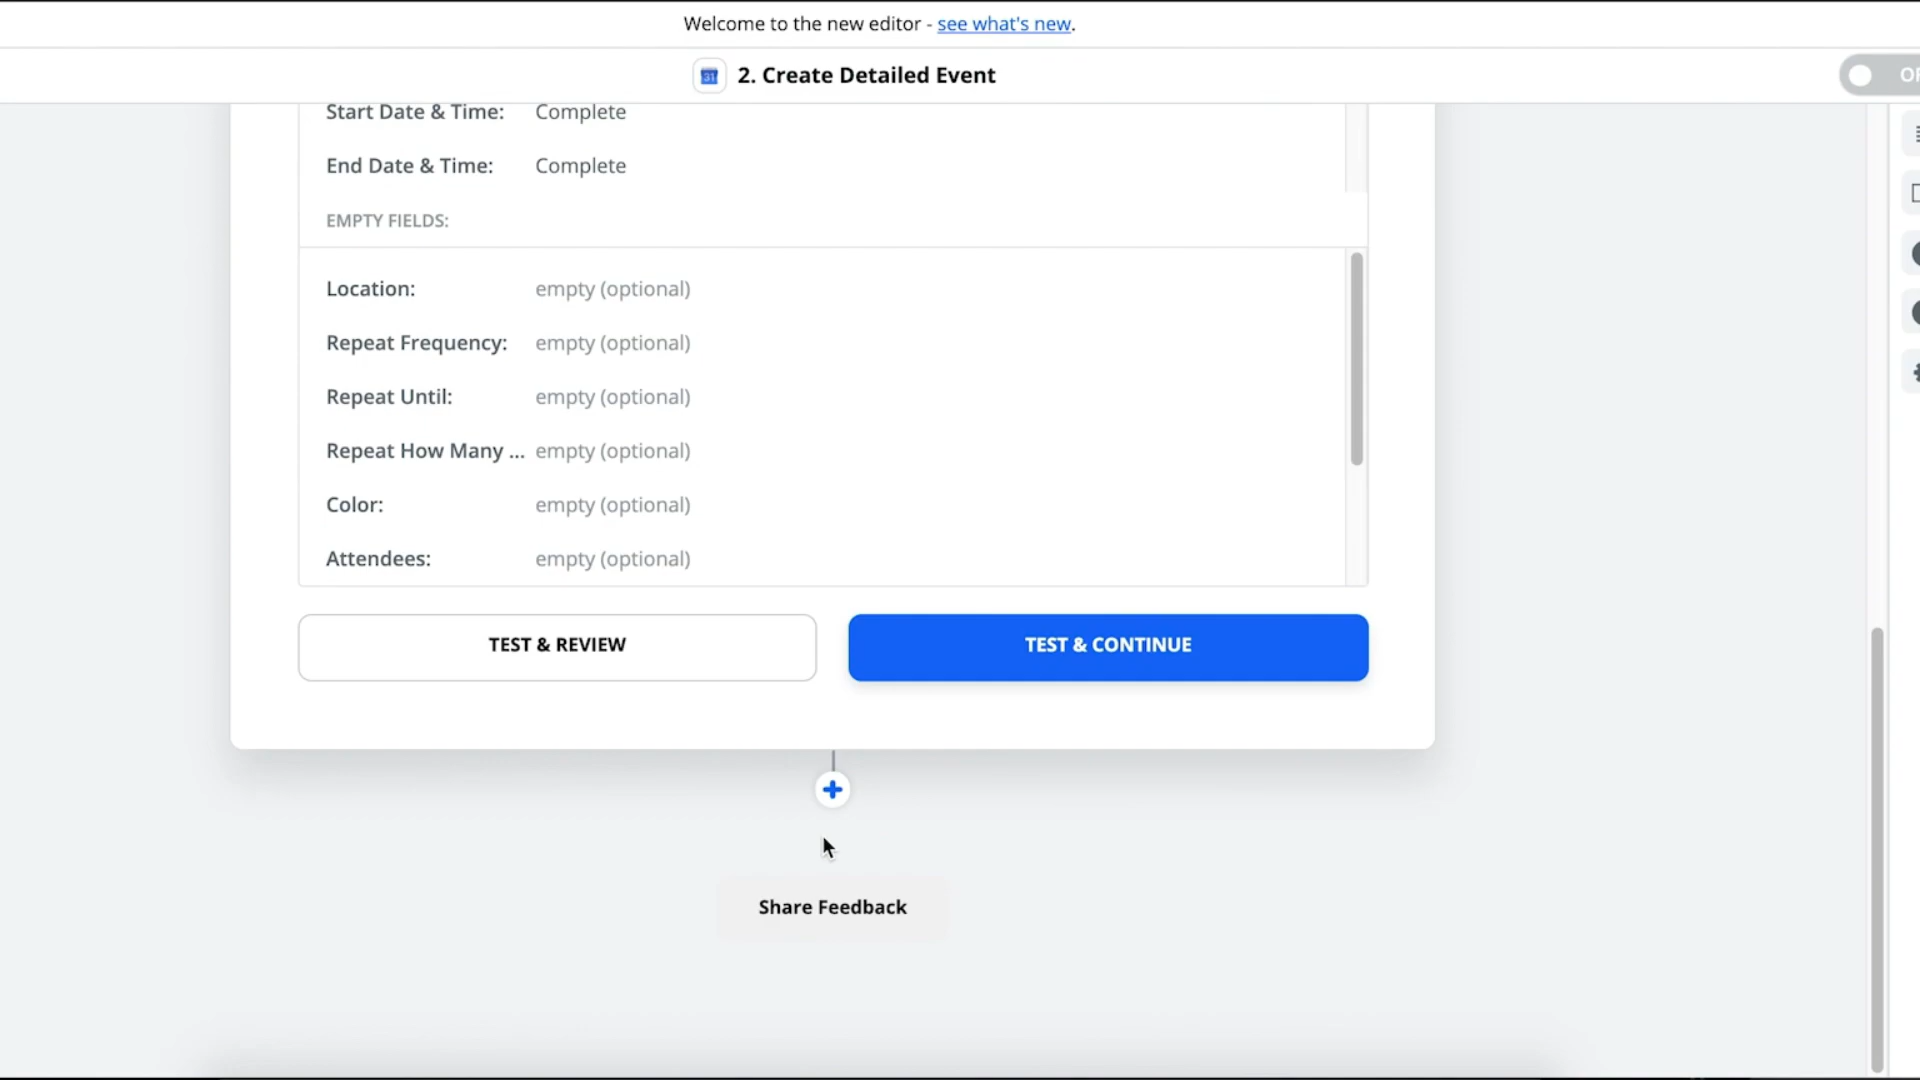 Welcome to the new editor - see what's new.
31
2. Create Detailed Event
Start Date & Time: Complete
End Date & Time: Complete
EMPTY FIELDS:
Location: empty (optional)
Repeat Frequency: empty (optional)
Repeat Until: empty (optional)
Repeat How Many ... empty (optional)
Color: empty (optional)
Attendees: empty (optional)
TEST & REVIEW
TEST & CONTINUE
Share Feedback